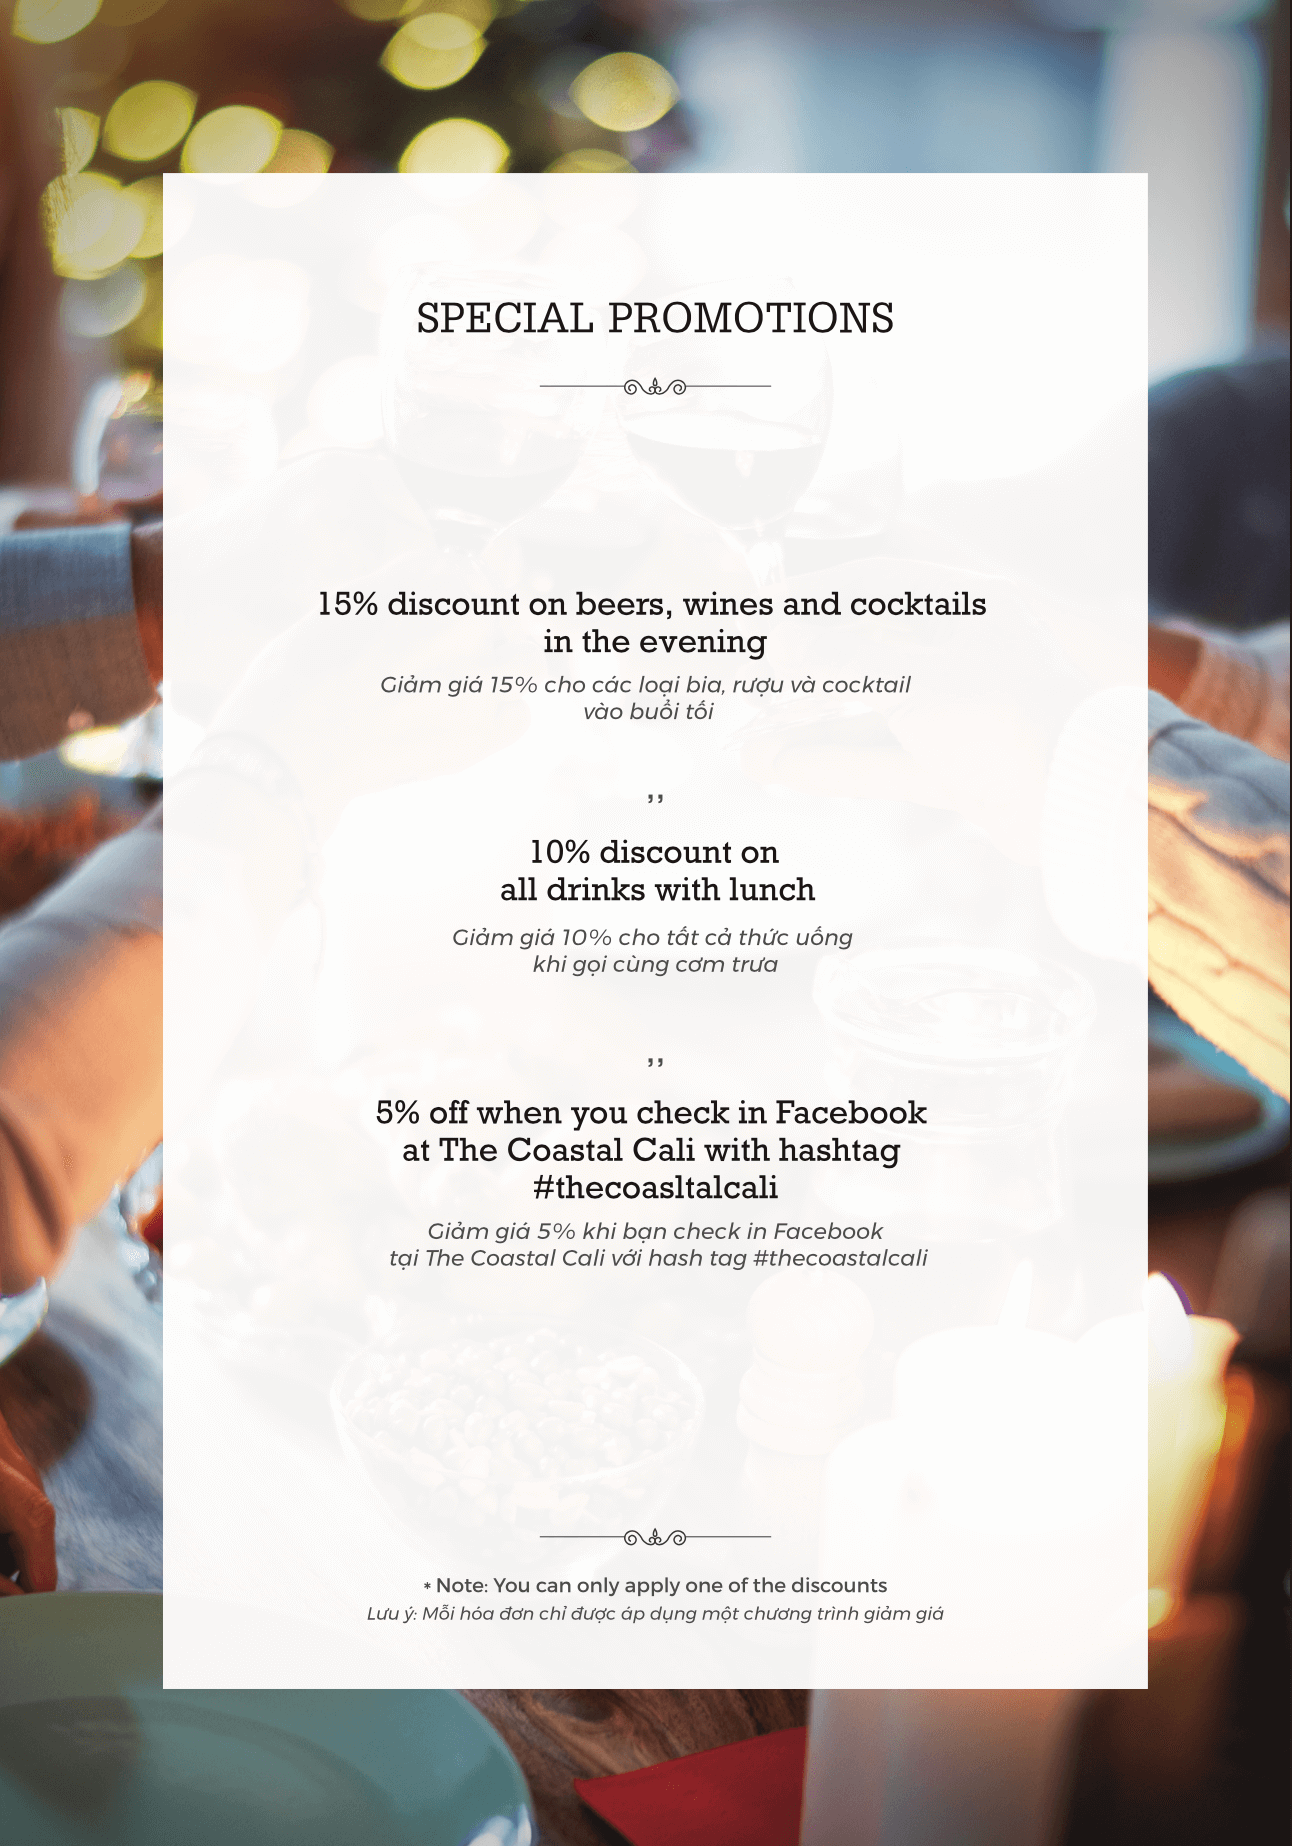 SPECIAL PROMOTIONS
15% discount on beers, wines and cocktails
in the evening
Giảm giá 15% cho các loại bia, rượu và cocktail
vào buổi tối
,,
10% discount on
all drinks with lunch
Giảm giá 10% cho tất cả thức uống
khi gọi cùng cơm trưa
,,
5% off when you check in Facebook
at The Coastal Cali with hashtag
#thecoasltalcali
Giảm giá 5% khi bạn check in Facebook
tại The Coastal Cali với hash tag #thecoastalcali
* Note: You can only apply one of the discounts
Lưu ý: Mỗi hóa đơn chỉ được áp dụng một chương trình giảm giá